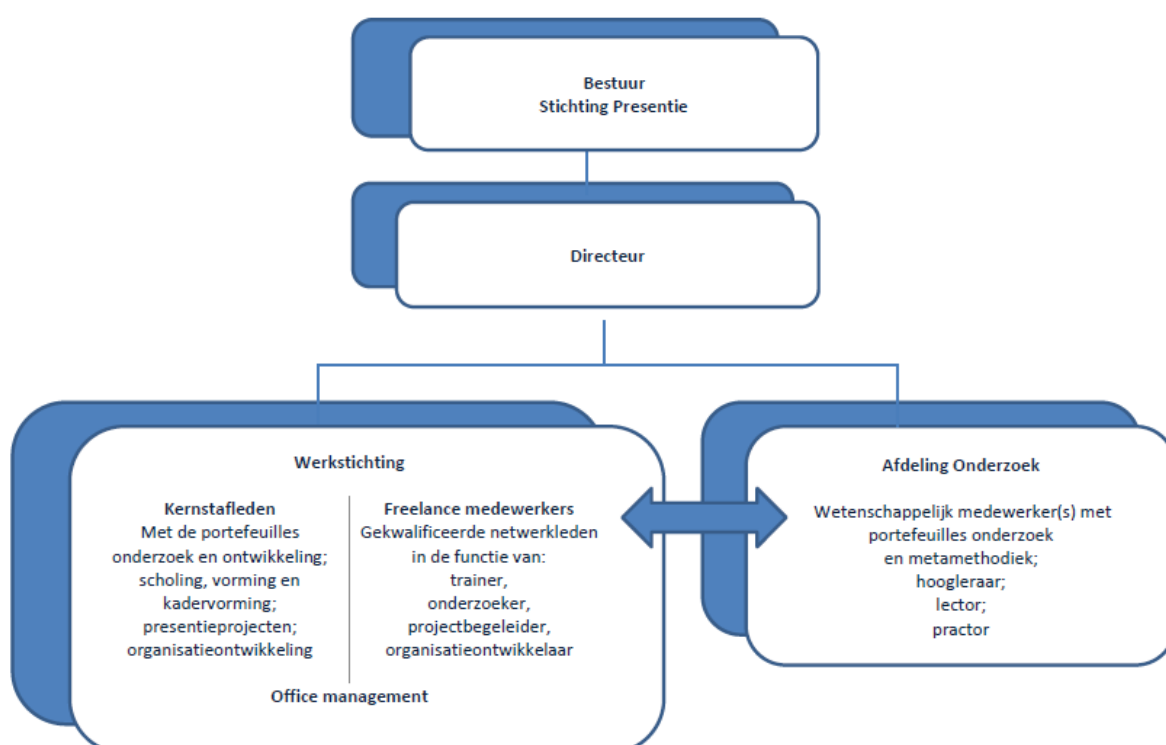 Bestuur
Stichting Presentie
Directeur
Werkstichting
Kernstafleden
Met de portefeuilles
onderzoek en ontwikkeling;
scholing, vorming en
kadervorming;
presentieprojecten;
organisatieontwikkeling
Freelance medewerkers
Gekwalificeerde netwerkleden
in de functie van:
trainer,
onderzoeker,
projectbegeleider,
organisatieontwikkelaar
Office management
Afdeling Onderzoek
Wetenschappelijk medewerker(s) met
portefeuilles onderzoek
en metamethodiek;
hoogleraar;
lector;
practor